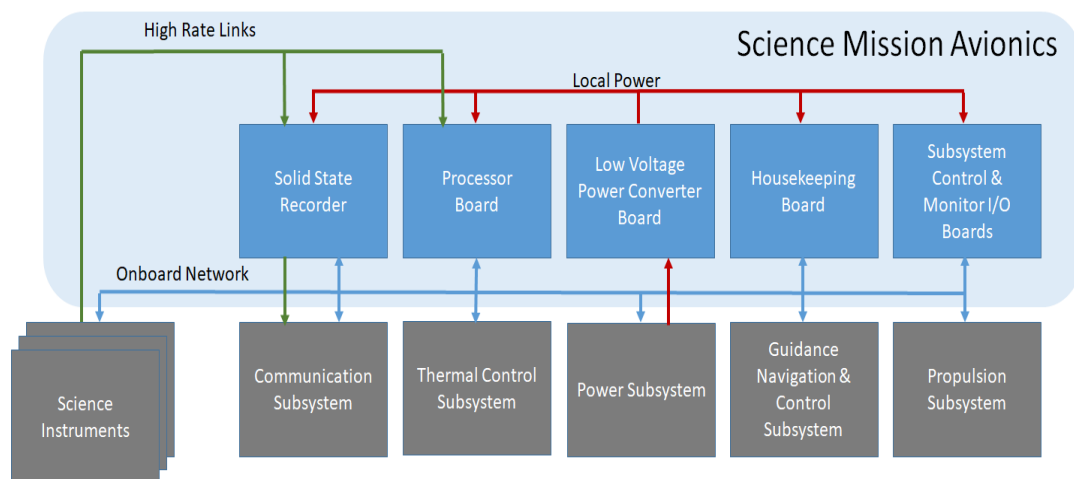 High Rate Links
Science Mission Avionics
Local Power
Solid State
Recorder
Processor
Board
Low Voltage
Power Converter
Board
Housekeeping
Board
Subsystem
Control &
Monitor I/O
Boards
Onboard Network
Science
Instruments
Communication
Subsystem
Thermal Control
Subsystem
Power Subsystem
Guidance
Navigation &
Control
Subsystem
Propulsion
Subsystem